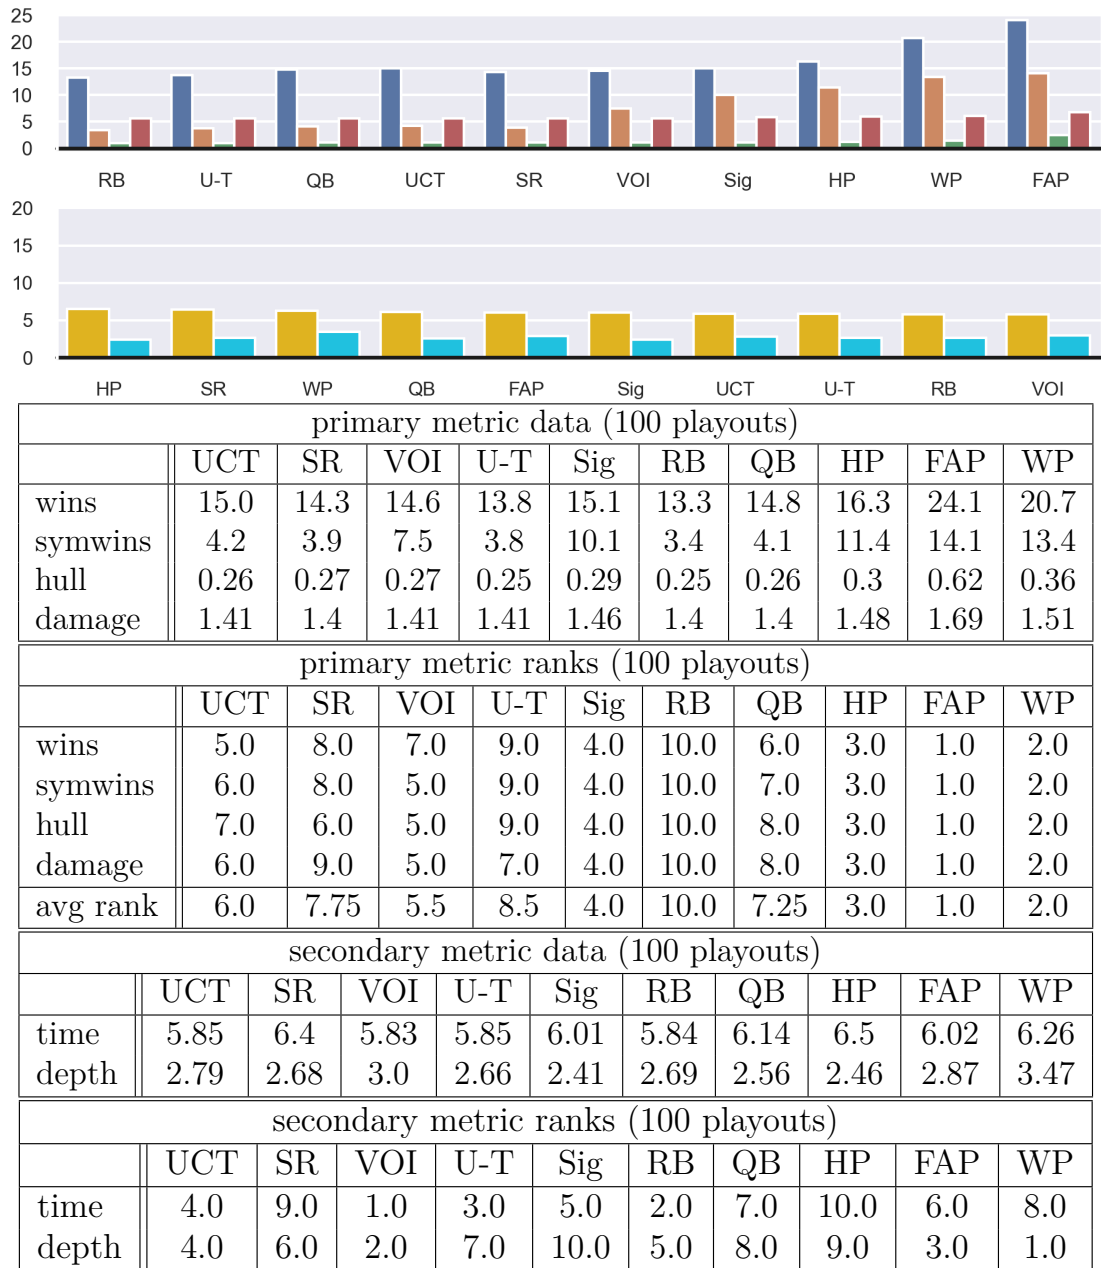 25
20
15
10
5
0
RB U-T QB UCT SR VOI Sig HP WP FAP
20
15
10
5
0
HP SR WP QB FAP Sig UCT U-T RB VOI
primary metric data (100 playouts)
UCT SR VOI U-T Sig RB QB HP FAP WP
wins 15.0 14.3 14.6 13.8 15.1 13.3 14.8 16.3 24.1 20.7
symwins 4.2 3.9 7.5 3.8 10.1 3.4 4.1 11.4 14.1 13.4
hull 0.26 0.27 0.27 0.25 0.29 0.25 0.26 0.3 0.62 0.36
damage 1.41 1.4 1.41 1.41 1.46 1.4 1.4 1.48 1.69 1.51
primary metric ranks (100 playouts)
UCT SR VOI U-T Sig RB QB HP FAP WP
wins 5.0 8.0 7.0 9.0 4.0 10.0 6.0 3.0 1.0 2.0
symwins 6.0 8.0 5.0 9.0 4.0 10.0 7.0 3.0 1.0 2.0
hull 7.0 6.0 5.0 9.0 4.0 10.0 8.0 3.0 1.0 2.0
damage 6.0 9.0 5.0 7.0 4.0 10.0 8.0 3.0 1.0 2.0
avg rank 6.0 7.75 5.5 8.5 4.0 10.0 7.25 3.0 1.0 2.0
secondary metric data (100 playouts)
UCT SR VOI U-T Sig RB QB HP FAP WP
time 5.85 6.4 5.83 5.85 6.01 5.84 6.14 6.5 6.02 6.26
depth 2.79 2.68 3.0 2.66 2.41 2.69 2.56 2.46 2.87 3.47
secondary metric ranks (100 playouts)
UCT SR VOI U-T Sig RB QB HP FAP WP
time 4.0 9.0 1.0 3.0 5.0 2.0 7.0 10.0 6.0 8.0
depth 4.0 6.0 2.0 7.0 10.0 5.0 8.0 9.0 3.0 1.0